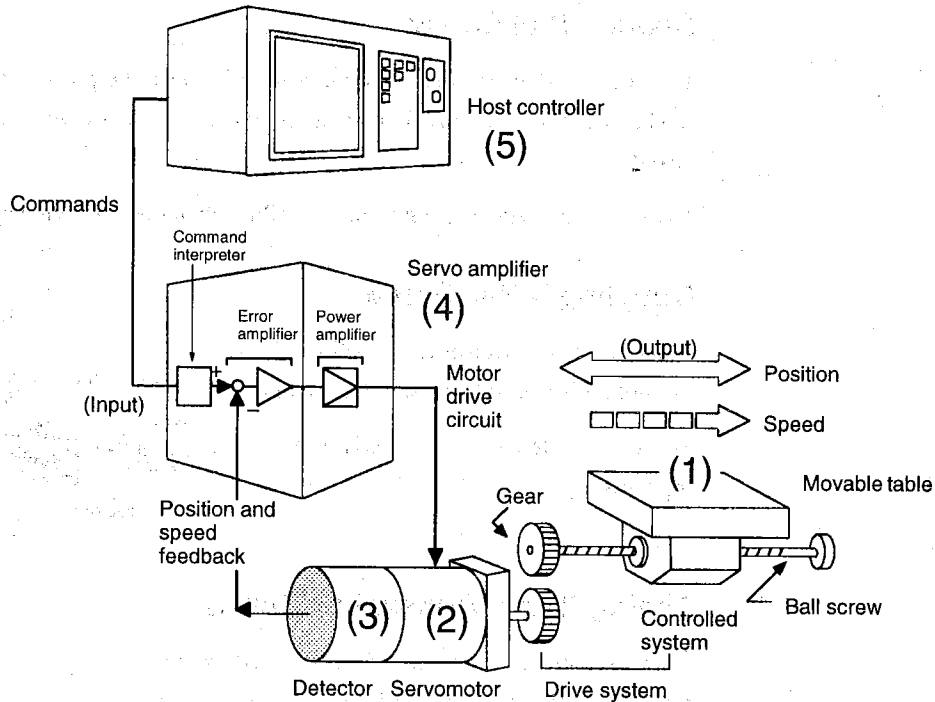 Host controller
(5)
Commands
Command
interpreter
Servo amplifier
(4)
Error
amplifier
Power
amplifier
+
−
(Input)
Motor
drive
circuit
(Output)
Position
Speed
(1)
Movable table
Gear
Position and
speed
feedback
(3)
(2)
Controlled
system
Ball screw
Detector
Servomotor
Drive system